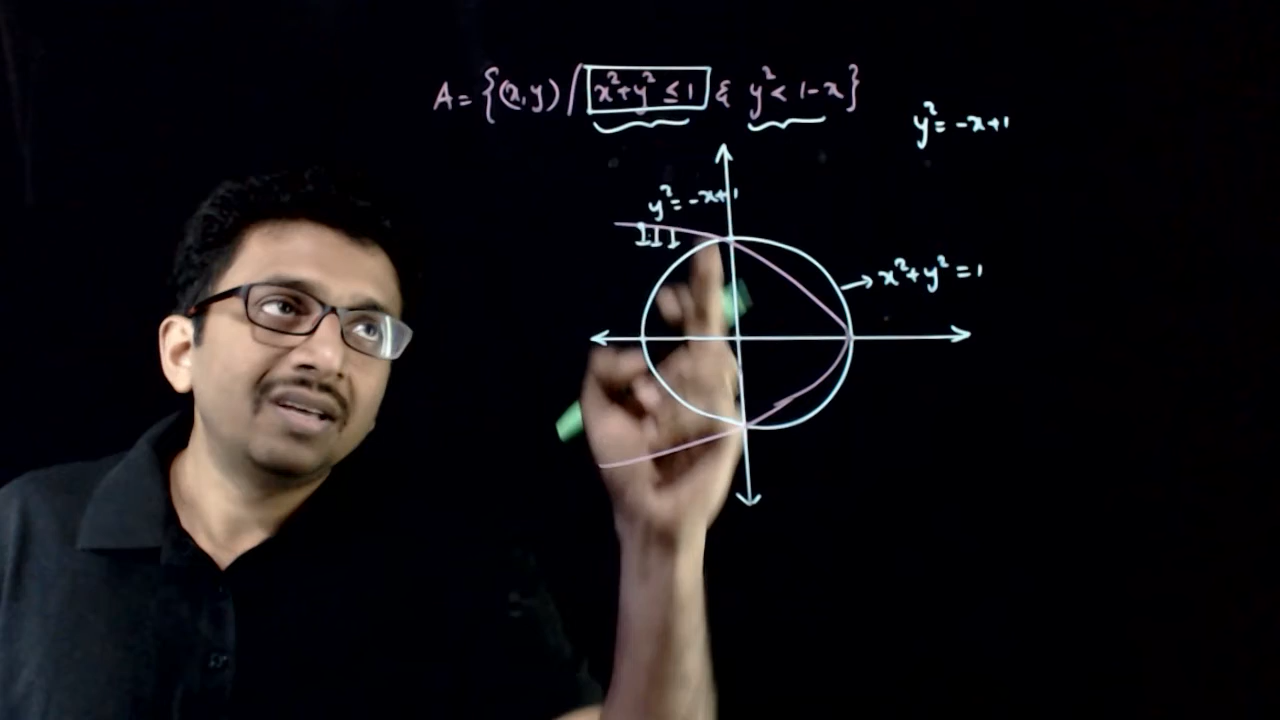 A = {(x,y) / x²+y² ≤ 1 & y² < 1-x}
y² = -x+1
y² = -x+1
x²+y² = 1